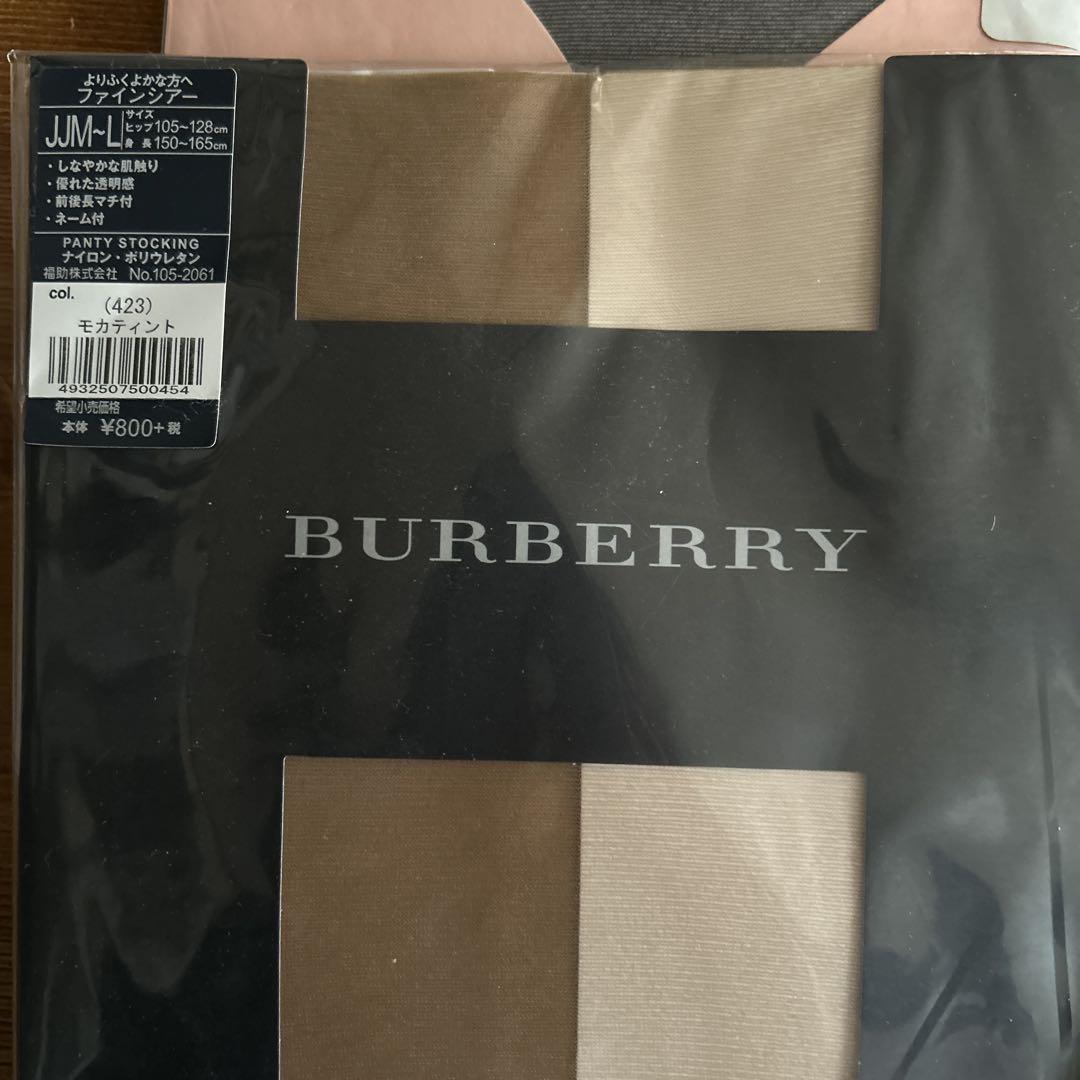 よりふくよかな方へ
ファインシアー
JJM~L
サイズ
ヒップ105~128cm
身 長150~165cm
・しなやかな肌触り
・優れた透明感
・前後長マチ付
・ネーム付
PANTY STOCKING
ナイロン・ポリウレタン
福助株式会社 No.105-2061
col.
(423)
モカティント
4932507500454
希望小売価格
本体 ¥800+税
BURBERRY